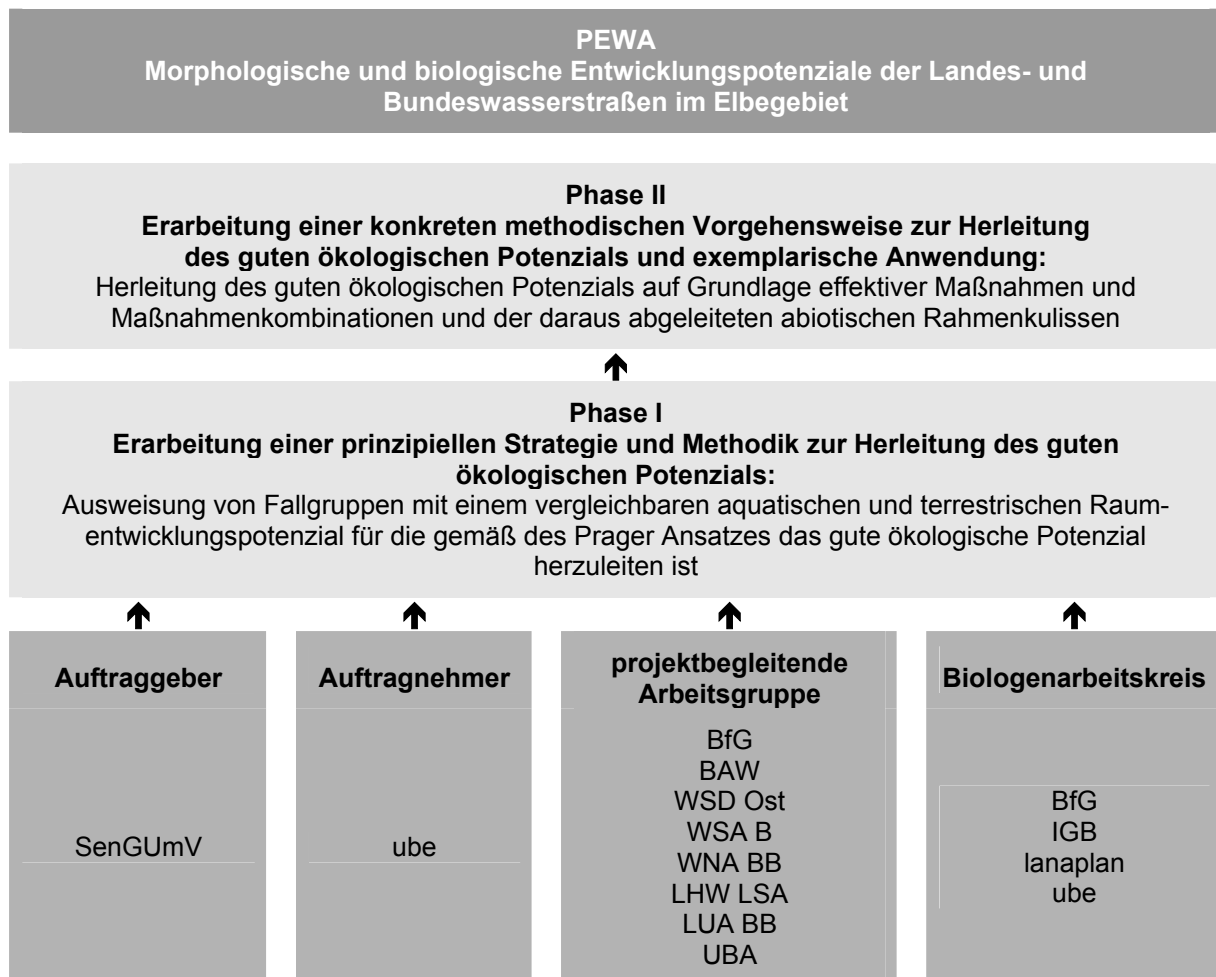 PEWA
Morphologische und biologische Entwicklungspotenziale der Landes- und
Bundeswasserstraßen im Elbegebiet
Phase II
Erarbeitung einer konkreten methodischen Vorgehensweise zur Herleitung
des guten ökologischen Potenzials und exemplarische Anwendung:
Herleitung des guten ökologischen Potenzials auf Grundlage effektiver Maßnahmen und
Maßnahmenkombinationen und der daraus abgeleiteten abiotischen Rahmenkulissen
Phase I
Erarbeitung einer prinzipiellen Strategie und Methodik zur Herleitung des guten
ökologischen Potenzials:
Ausweisung von Fallgruppen mit einem vergleichbaren aquatischen und terrestrischen Raum-
entwicklungspotenzial für die gemäß des Prager Ansatzes das gute ökologische Potenzial
herzuleiten ist
Auftraggeber
SenGUmV
Auftragnehmer
ube
projektbegleitende
Arbeitsgruppe
BfG
BAW
WSD Ost
WSA B
WNA BB
LHW LSA
LUA BB
UBA
Biologenarbeitskreis
BfG
IGB
lanaplan
ube